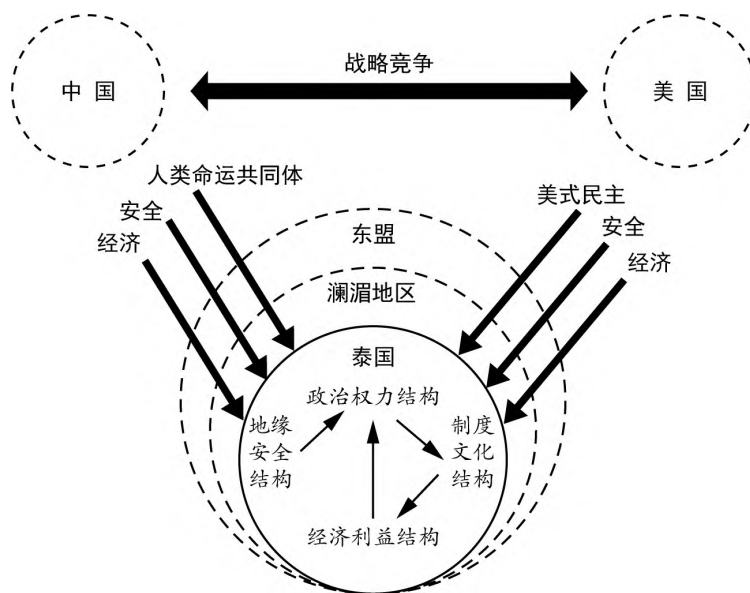 战略竞争
中 国
美 国
人类命运共同体
安全
经济
美式民主
安全
经济
东盟
澜湄地区
泰国
政治权力结构
地缘
安全
结构
制度
文化
结构
经济利益结构